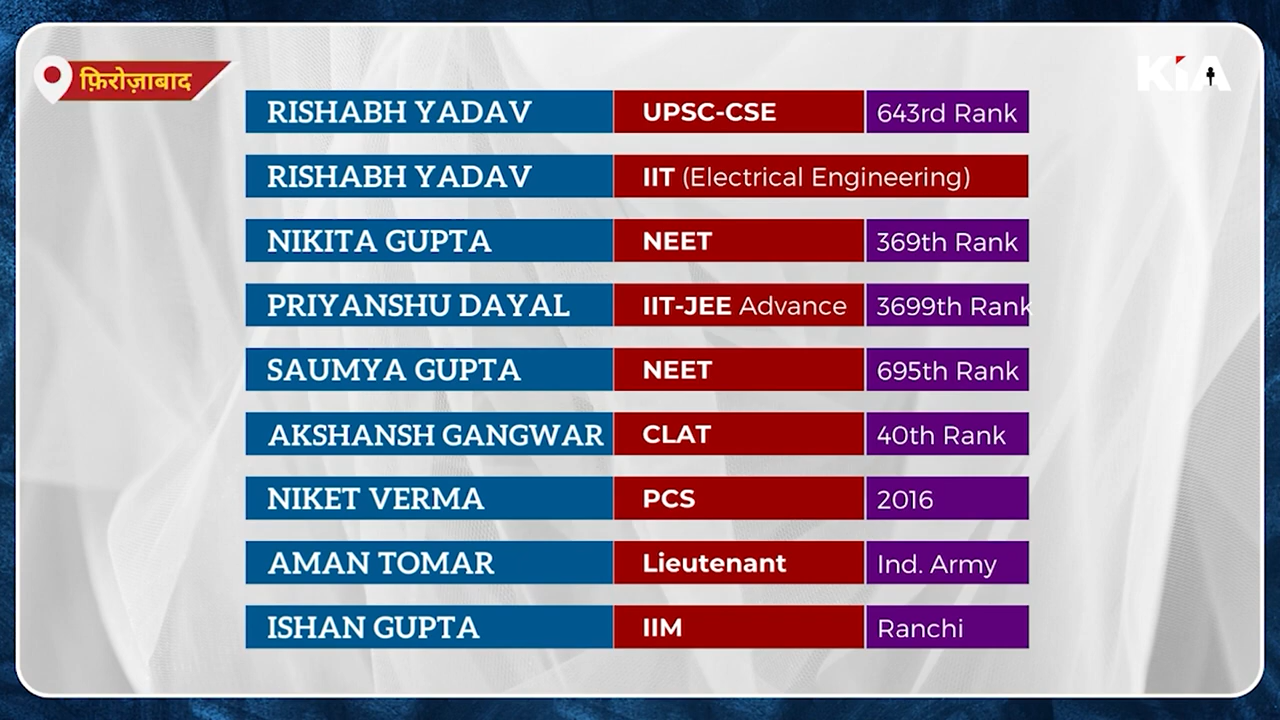 फ़िरोज़ाबाद
KiA
RISHABH YADAV UPSC-CSE 643rd Rank
RISHABH YADAV IIT (Electrical Engineering)
NIKITA GUPTA NEET 369th Rank
PRIYANSHU DAYAL IIT-JEE Advance 3699th Rank
SAUMYA GUPTA NEET 695th Rank
AKSHANSH GANGWAR CLAT 40th Rank
NIKET VERMA PCS 2016
AMAN TOMAR Lieutenant Ind. Army
ISHAN GUPTA IIM Ranchi